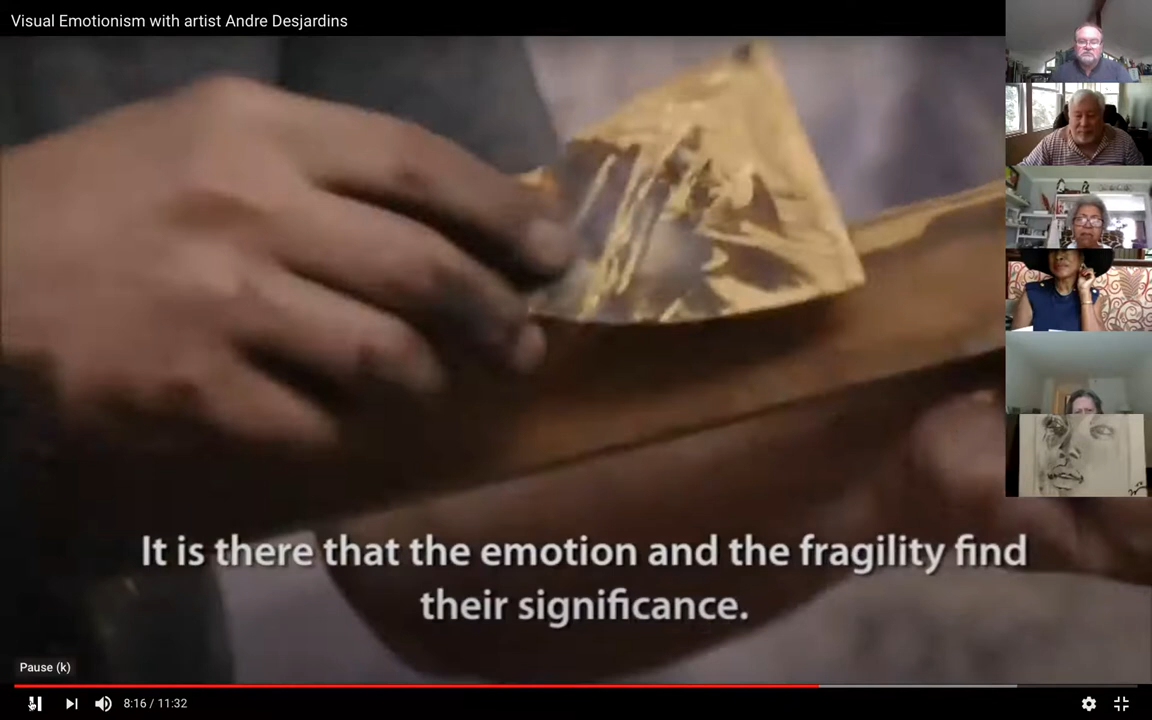 Visual Emotionism with artist Andre Desjardins
It is there that the emotion and the fragility find
their significance.
Pause (k)
8:16 / 11:32